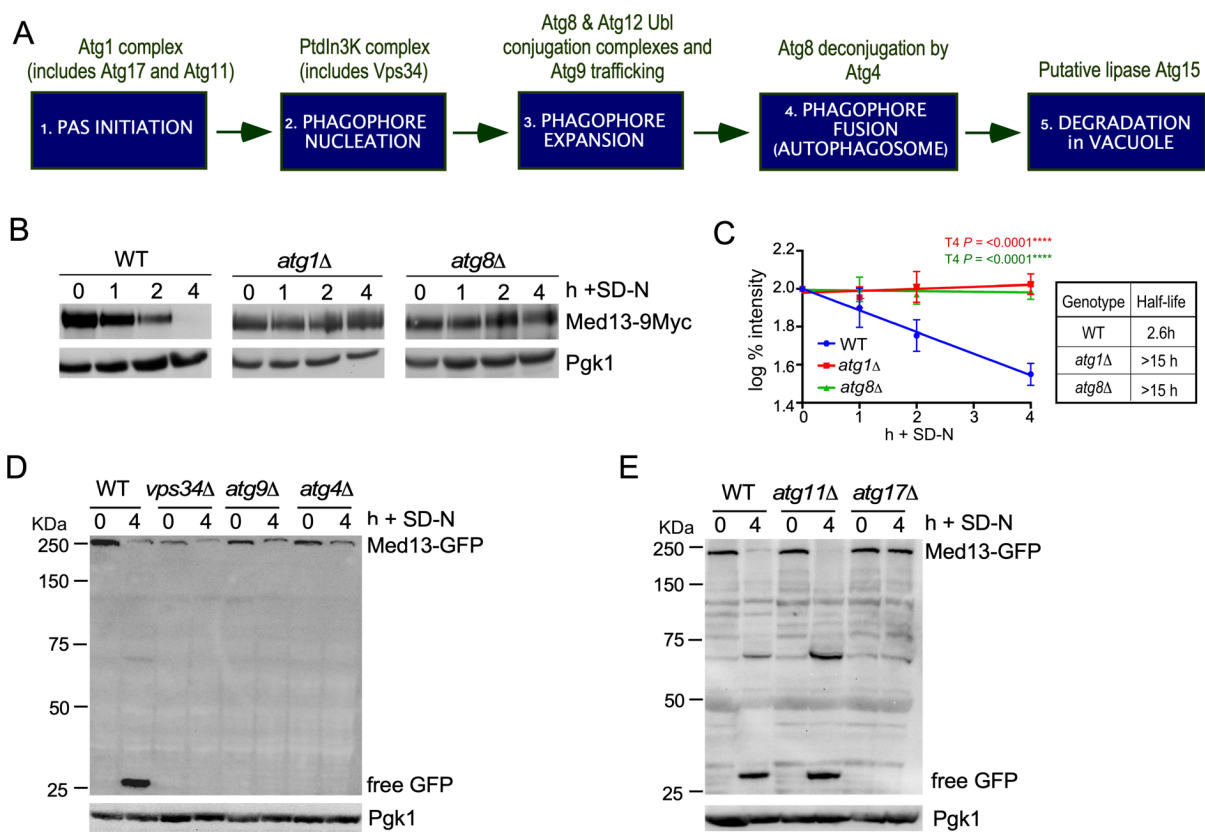 A
Atg1 complex
(includes Atg17 and Atg11)
PtdIn3K complex
(includes Vps34)
Atg8 & Atg12 Ubl
conjugation complexes and
Atg9 trafficking
Atg8 deconjugation by
Atg4
Putative lipase Atg15
1. PAS INITIATION
2. PHAGOPHORE
NUCLEATION
3. PHAGOPHORE
EXPANSION
4. PHAGOPHORE
FUSION
(AUTOPHAGOSOME)
5. DEGRADATION
in VACUOLE
B
WT
atg1Δ
atg8Δ
0 1 2 4 0 1 2 4 0 1 2 4 h +SD-N
Med13-9Myc
Pgk1
C
T4 P = <0.0001****
T4 P = <0.0001****
log % intensity
2.2
2.0
1.8
1.6
1.4
WT
atg1Δ
atg8Δ
0 1 2 3 4
h + SD-N
Genotype Half-life
WT 2.6h
atg1Δ >15 h
atg8Δ >15 h
D
WT vps34Δ atg9Δ atg4Δ
KDa 0 4 0 4 0 4 0 4 h + SD-N
250 Med13-GFP
150
75
50
25 free GFP
Pgk1
E
WT atg11Δ atg17Δ
KDa 0 4 0 4 0 4 h + SD-N
250 Med13-GFP
150
75
50
25 free GFP
Pgk1